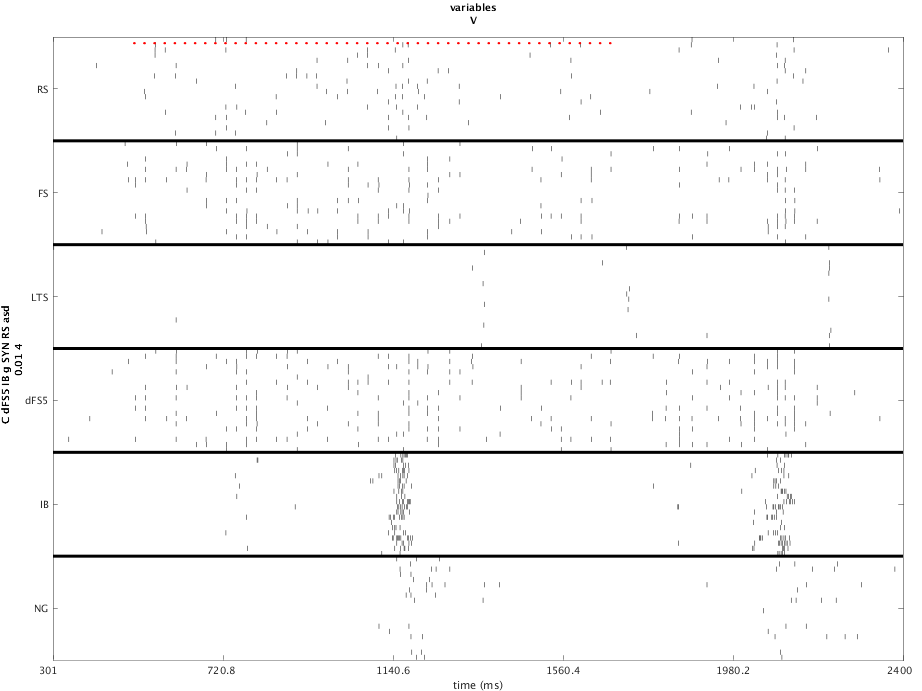 variables
V
RS
FS
LTS
dFS5
IB
NG
C dFS5 IB g SYN RS asd
0.01 4
301 720.8 1140.6 1560.4 1980.2 2400
time (ms)